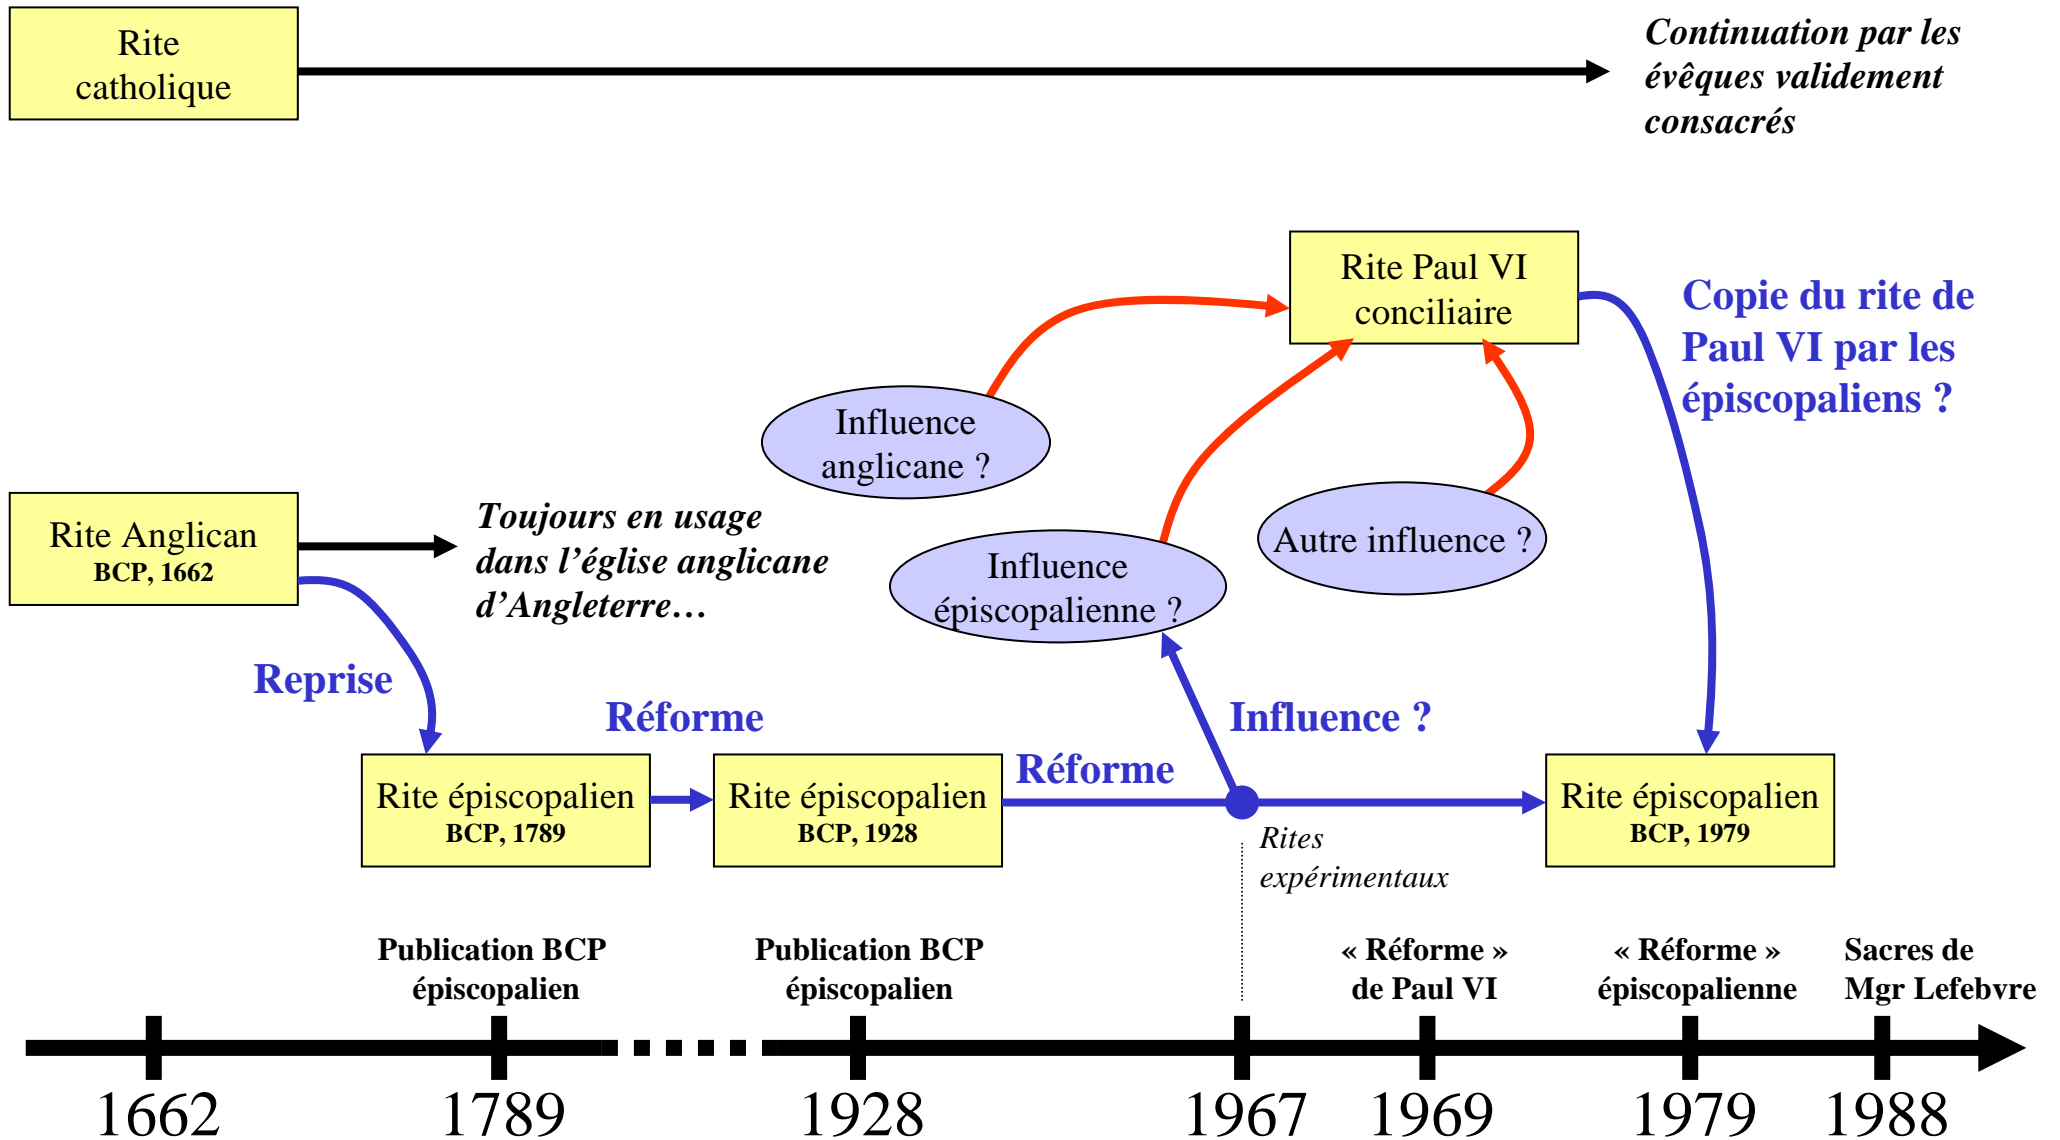 Rite
catholique
Continuation par les
évêques validement
consacrés
Rite Paul VI
conciliaire
Copie du rite de
Paul VI par les
épiscopaliens ?
Influence
anglicane ?
Rite Anglican
BCP, 1662
Toujours en usage
dans l’église anglicane
d’Angleterre…
Autre influence ?
Influence
épiscopalienne ?
Reprise
Réforme
Influence ?
Réforme
Rite épiscopalien
BCP, 1789
Rite épiscopalien
BCP, 1928
Rites
expérimentaux
Rite épiscopalien
BCP, 1979
Publication BCP
épiscopalien
Publication BCP
épiscopalien
« Réforme »
de Paul VI
« Réforme »
épiscopalienne
Sacres de
Mgr Lefebvre
1662
1789
1928
1967
1969
1979
1988